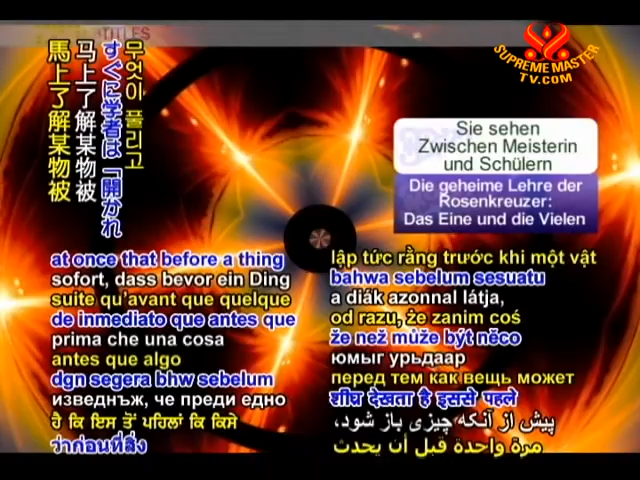 SUPREME MASTER
TV.COM
무엇이 풀리고
すぐに学者は「開かれ
马上了解某物被
馬上了解某物被
Sie sehen
Zwischen Meisterin
und Schülern
Die geheime Lehre der
Rosenkreuzer:
Das Eine und die Vielen
at once that before a thing
sofort, dass bevor ein Ding
suite qu'avant que quelque
de inmediato que antes que
prima che una cosa
antes que algo
dgn segera bhw sebelum
изведнъж, че преди едно
ਹੈ ਕਿ ਇਸ ਤੋਂ ਪਹਿਲਾਂ ਕਿ ਕਿਸੇ
ว่าก่อนที่สิ่ง
lập tức rằng trước khi một vật
bahwa sebelum sesuatu
a diák azonnal látja,
od razu, że zanim coś
že než může být něco
юмыг урьдаар
перед тем как вещь может
शीघ्र देखता है इससे पहले
پیش از آنکه چیزی باز شود،
مرة واحدة قبل أن يحدث